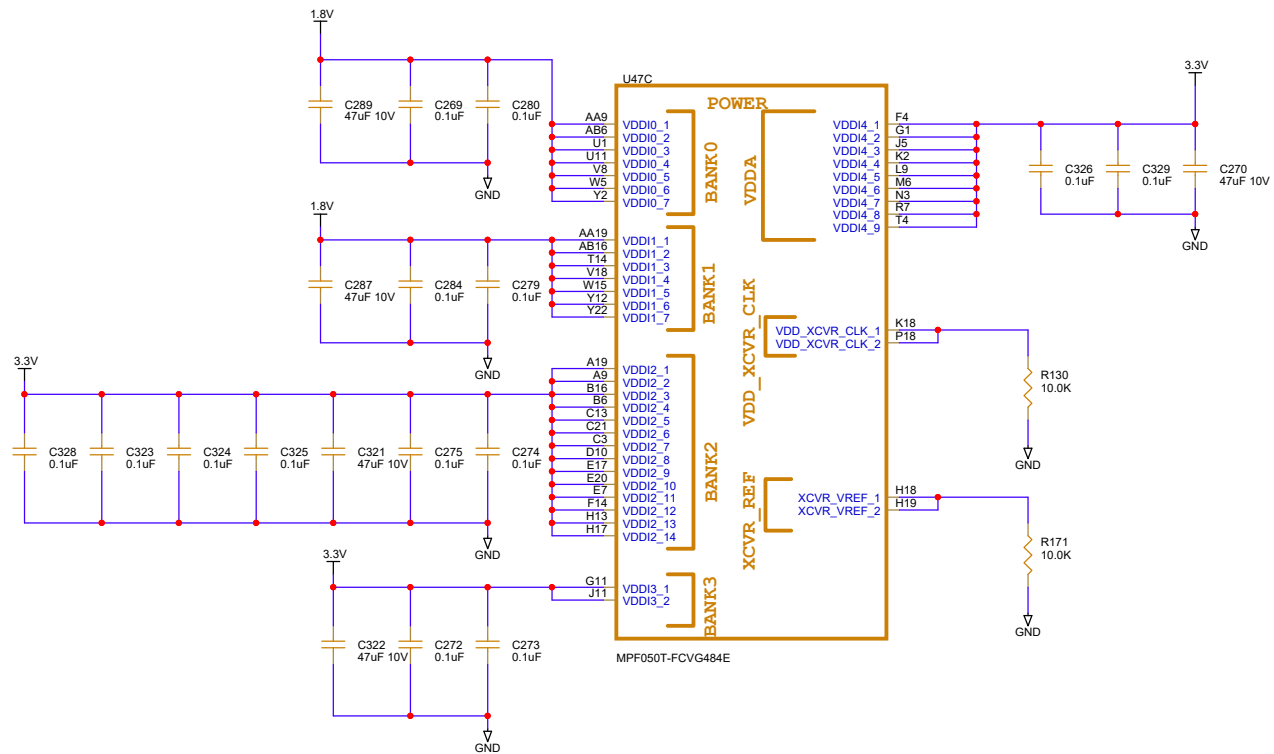 1.8V
C289
47uF 10V
C269
0.1uF
C280
0.1uF
GND
1.8V
C287
47uF 10V
C284
0.1uF
C279
0.1uF
GND
3.3V
C328
0.1uF
C323
0.1uF
C324
0.1uF
C325
0.1uF
C321
47uF 10V
C275
0.1uF
C274
0.1uF
GND
3.3V
C322
47uF 10V
C272
0.1uF
C273
0.1uF
GND
U47C
POWER
AA9 VDDI0_1
AB6 VDDI0_2
U1 VDDI0_3
U11 VDDI0_4
V8 VDDI0_5
W5 VDDI0_6
Y2 VDDI0_7
BANK0
AA19 VDDI1_1
AB16 VDDI1_2
T14 VDDI1_3
V18 VDDI1_4
W15 VDDI1_5
Y12 VDDI1_6
Y22 VDDI1_7
BANK1
A19 VDDI2_1
A9 VDDI2_2
B16 VDDI2_3
B6 VDDI2_4
C13 VDDI2_5
C21 VDDI2_6
C3 VDDI2_7
D10 VDDI2_8
E17 VDDI2_9
E20 VDDI2_10
E7 VDDI2_11
F14 VDDI2_12
H13 VDDI2_13
H17 VDDI2_14
BANK2
G11 VDDI3_1
J11 VDDI3_2
BANK3
VDDA
VDDI4_1 F4
VDDI4_2 G1
VDDI4_3 J5
VDDI4_4 K2
VDDI4_5 L9
VDDI4_6 M6
VDDI4_7 N3
VDDI4_8 R7
VDDI4_9 T4
VDD_XCVR_CLK
VDD_XCVR_CLK_1 K18
VDD_XCVR_CLK_2 P18
XCVR_REF
XCVR_VREF_1 H18
XCVR_VREF_2 H19
MPF050T-FCVG484E
3.3V
C326
0.1uF
C329
0.1uF
C270
47uF 10V
GND
R130
10.0K
GND
R171
10.0K
GND